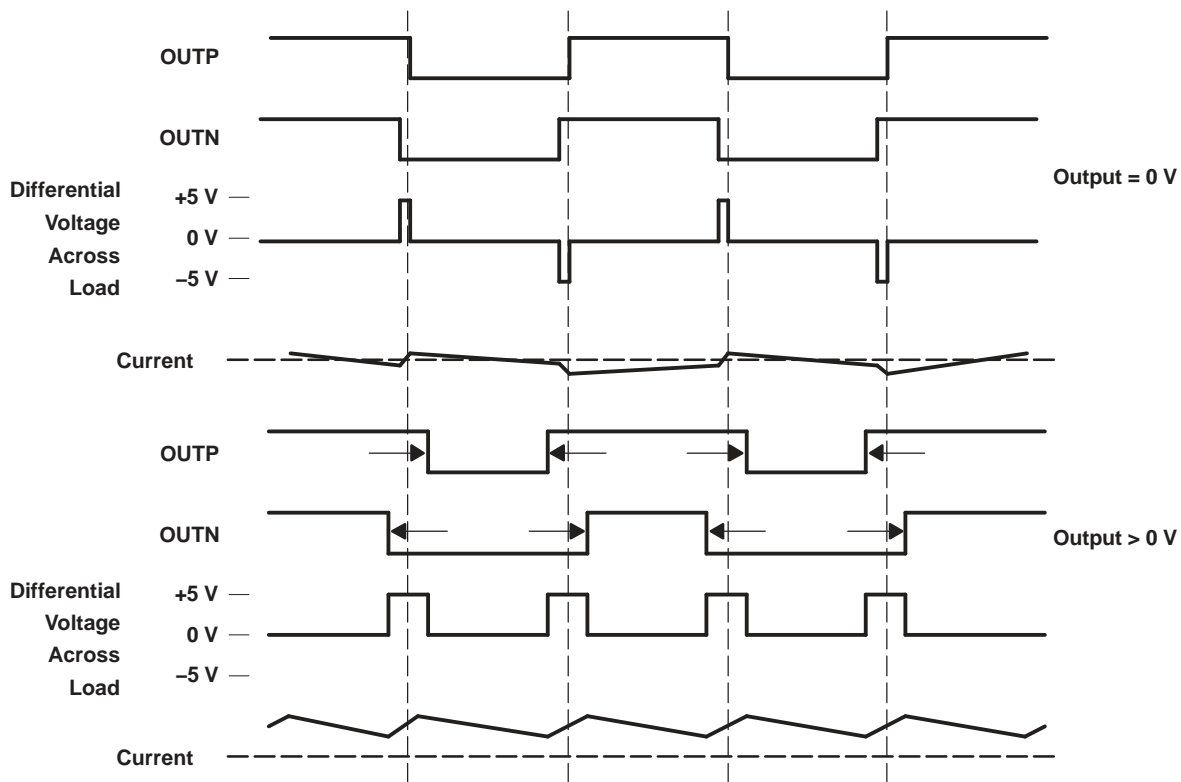 OUTP
OUTN
Output = 0 V
Differential
Voltage
Across
Load
+5 V
0 V
–5 V
Current
OUTP
OUTN
Output > 0 V
Differential
Voltage
Across
Load
+5 V
0 V
–5 V
Current